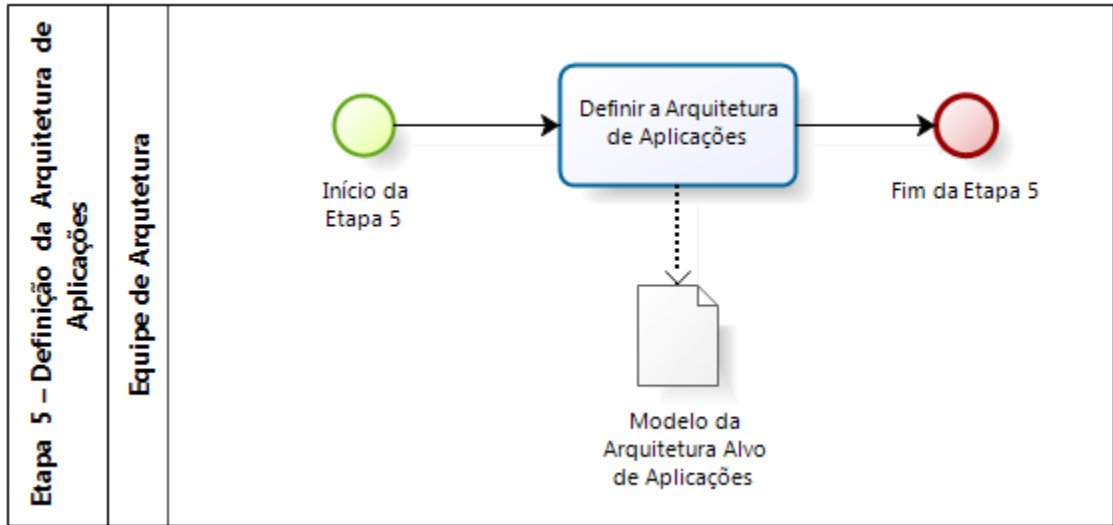 Etapa 5 – Definição da Arquitetura de
Aplicações
Equipe de Arqutetura
Início da
Etapa 5
Definir a Arquitetura
de Aplicações
Fim da Etapa 5
Modelo da
Arquitetura Alvo
de Aplicações